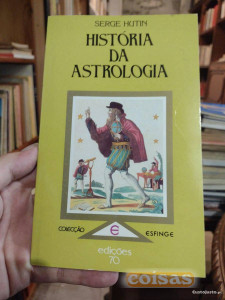 SERGE HUTIN
HISTÓRIA
DA
ASTROLOGIA
COLECÇÃO
ESFINGE
edições
70
coisas